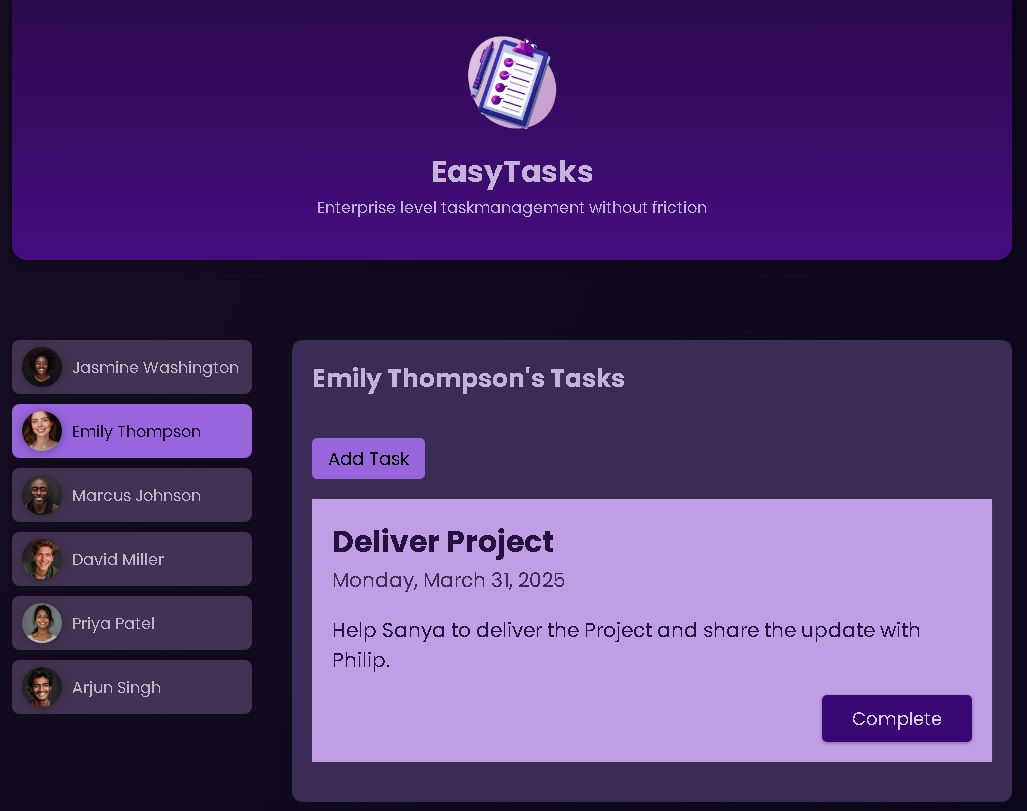 EasyTasks
Enterprise level taskmanagement without friction
Jasmine Washington
Emily Thompson
Marcus Johnson
David Miller
Priya Patel
Arjun Singh
Emily Thompson's Tasks
Add Task
Deliver Project
Monday, March 31, 2025
Help Sanya to deliver the Project and share the update with
Philip.
Complete